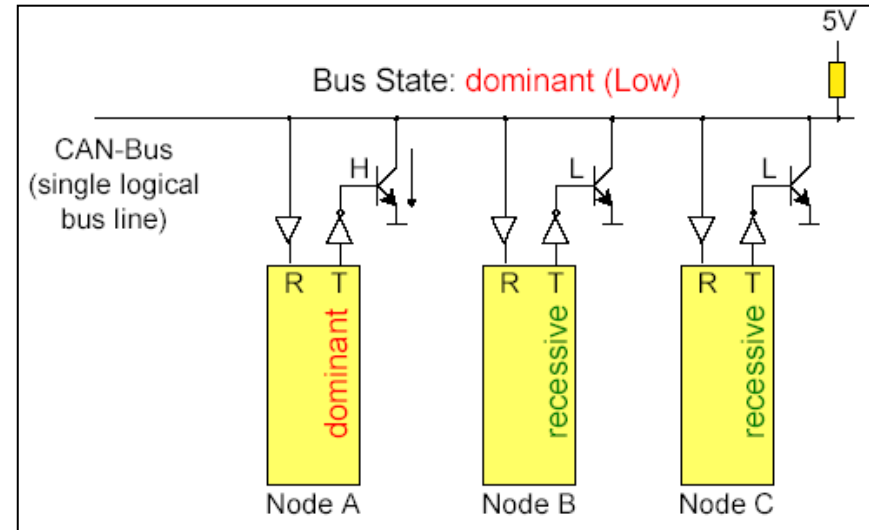 5V
Bus State: dominant (Low)
CAN-Bus
(single logical
bus line)
H
L
L
R T
R T
R T
dominant
recessive
recessive
Node A
Node B
Node C